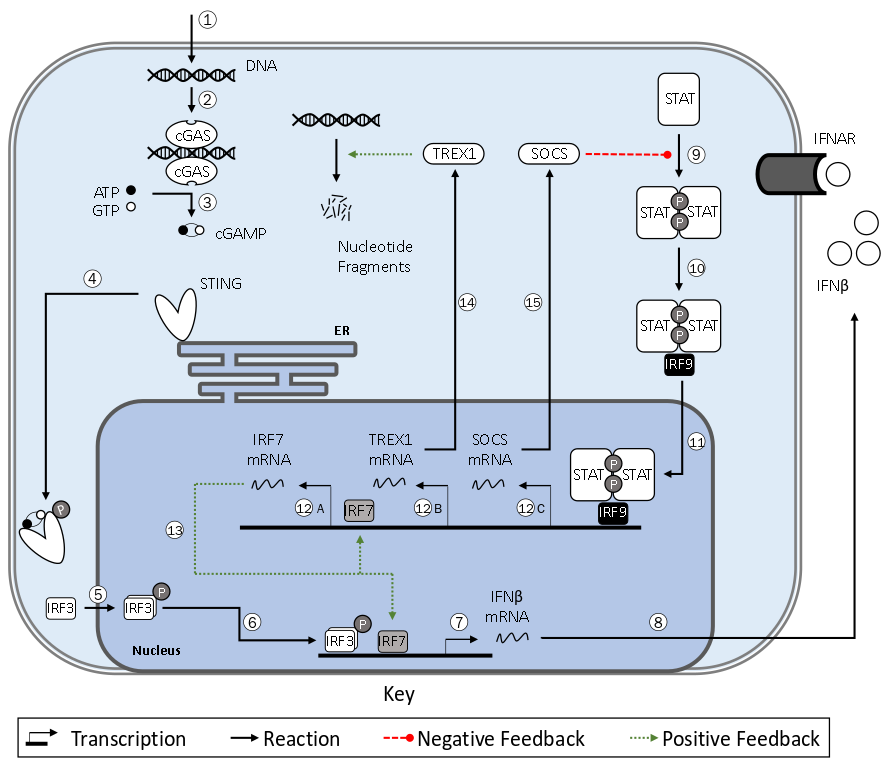 1
DNA
2
cGAS
cGAS
ATP
GTP
3
cGAMP
4
STING
ER
TREX1
SOCS
Nucleotide
Fragments
14
15
STAT
9
STAT P P STAT
10
STAT P P STAT
IRF9
11
IFNAR
IFNβ
IRF7
mRNA
TREX1
mRNA
SOCS
mRNA
STAT P P STAT
IRF9
12 A
IRF7
12 B
12 C
13
P
IRF3
5
IRF3 P
6
IRF3 P
IRF7
7
IFNβ
mRNA
8
Nucleus
Key
Transcription
Reaction
Negative Feedback
Positive Feedback